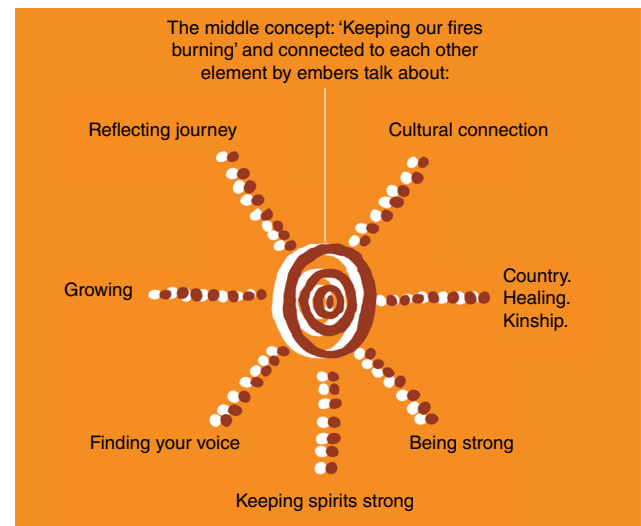 The middle concept: ‘Keeping our fires
burning’ and connected to each other
element by embers talk about:
Reflecting journey
Cultural connection
Growing
Country.
Healing.
Kinship.
Finding your voice
Being strong
Keeping spirits strong